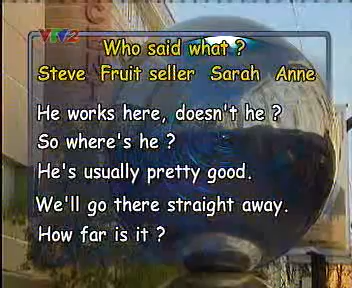 VTV2
Who said what ?
Steve Fruit seller Sarah Anne
He works here, doesn't he ?
So where's he ?
He's usually pretty good.
We'll go there straight away.
How far is it ?